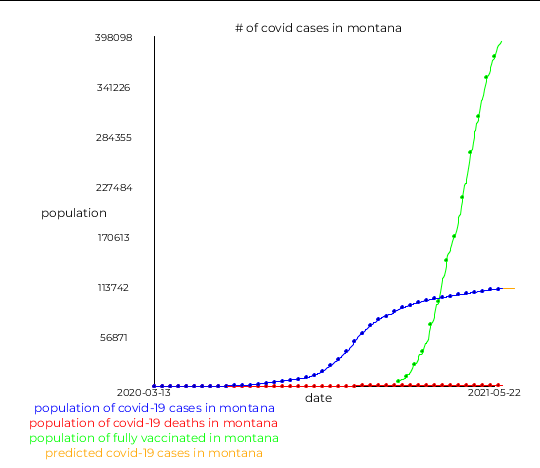 # of covid cases in montana
398098
341226
284355
227484
population
170613
113742
56871
2020-03-13
date
2021-05-22
population of covid-19 cases in montana
population of covid-19 deaths in montana
population of fully vaccinated in montana
predicted covid-19 cases in montana